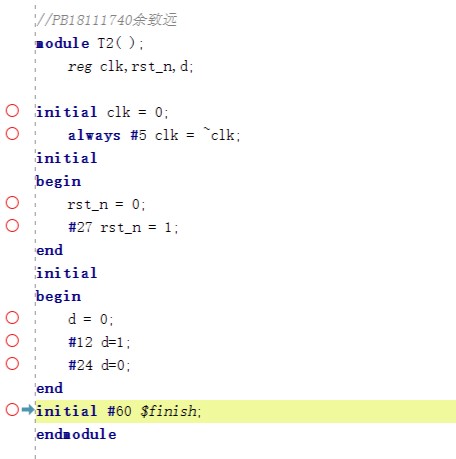 //PB18111740余致远
module T2( );
reg clk,rst_n,d;
initial clk = 0;
always #5 clk = ~clk;
initial
begin
rst_n = 0;
#27 rst_n = 1;
end
initial
begin
d = 0;
#12 d=1;
#24 d=0;
end
initial #60 $finish;
endmodule